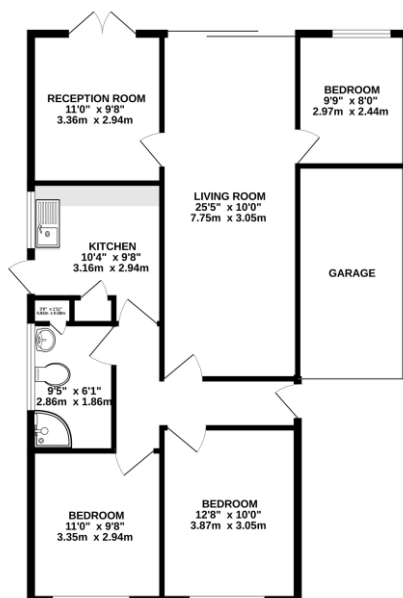 RECEPTION ROOM
11'0" x 9'8"
3.36m x 2.94m
BEDROOM
9'9" x 8'0"
2.97m x 2.44m
LIVING ROOM
25'5" x 10'0"
7.75m x 3.05m
KITCHEN
10'4" x 9'8"
3.16m x 2.94m
GARAGE
9'5" x 6'1"
2.86m x 1.86m
BEDROOM
11'0" x 9'8"
3.35m x 2.94m
BEDROOM
12'8" x 10'0"
3.87m x 3.05m